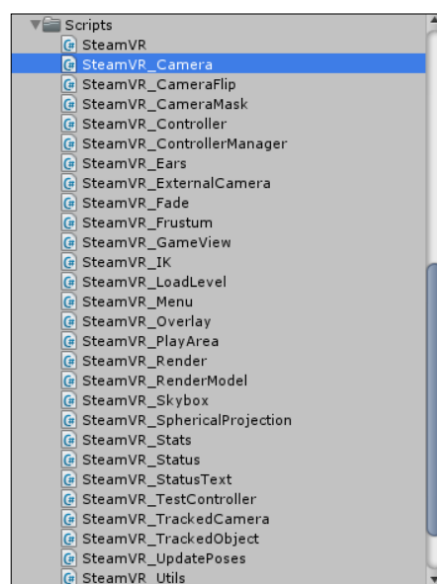 Scripts
SteamVR
SteamVR_Camera
SteamVR_CameraFlip
SteamVR_CameraMask
SteamVR_Controller
SteamVR_ControllerManager
SteamVR_Ears
SteamVR_ExternalCamera
SteamVR_Fade
SteamVR_Frustum
SteamVR_GameView
SteamVR_IK
SteamVR_LoadLevel
SteamVR_Menu
SteamVR_Overlay
SteamVR_PlayArea
SteamVR_Render
SteamVR_RenderModel
SteamVR_Skybox
SteamVR_SphericalProjection
SteamVR_Stats
SteamVR_Status
SteamVR_StatusText
SteamVR_TestController
SteamVR_TrackedCamera
SteamVR_TrackedObject
SteamVR_UpdatePoses
SteamVR_Utils